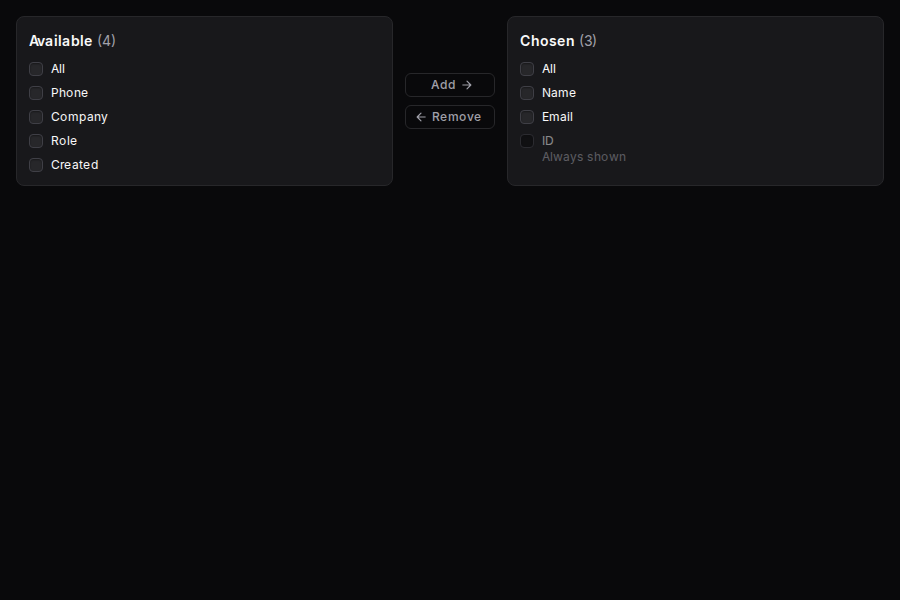 Available (4)
All
Phone
Company
Role
Created
Add →
← Remove
Chosen (3)
All
Name
Email
ID
Always shown